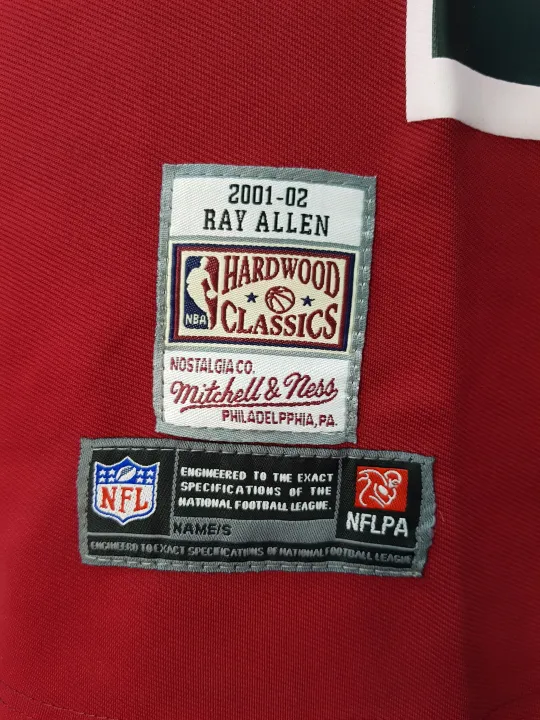 2001-02
RAY ALLEN
HARDWOOD
NBA
CLASSICS
NOSTALGIA CO.
Mitchell & Ness
PHILADELPPHIA, PA.
NFL
ENGINEERED TO THE EXACT
SPECIFICATIONS OF THE
NATIONAL FOOTBALL LEAGUE.
NAME/S
NFLPA
ENGINEERED TO EXACT SPECIFICATIONS OF NATIONAL FOOTBALL LEAGUE